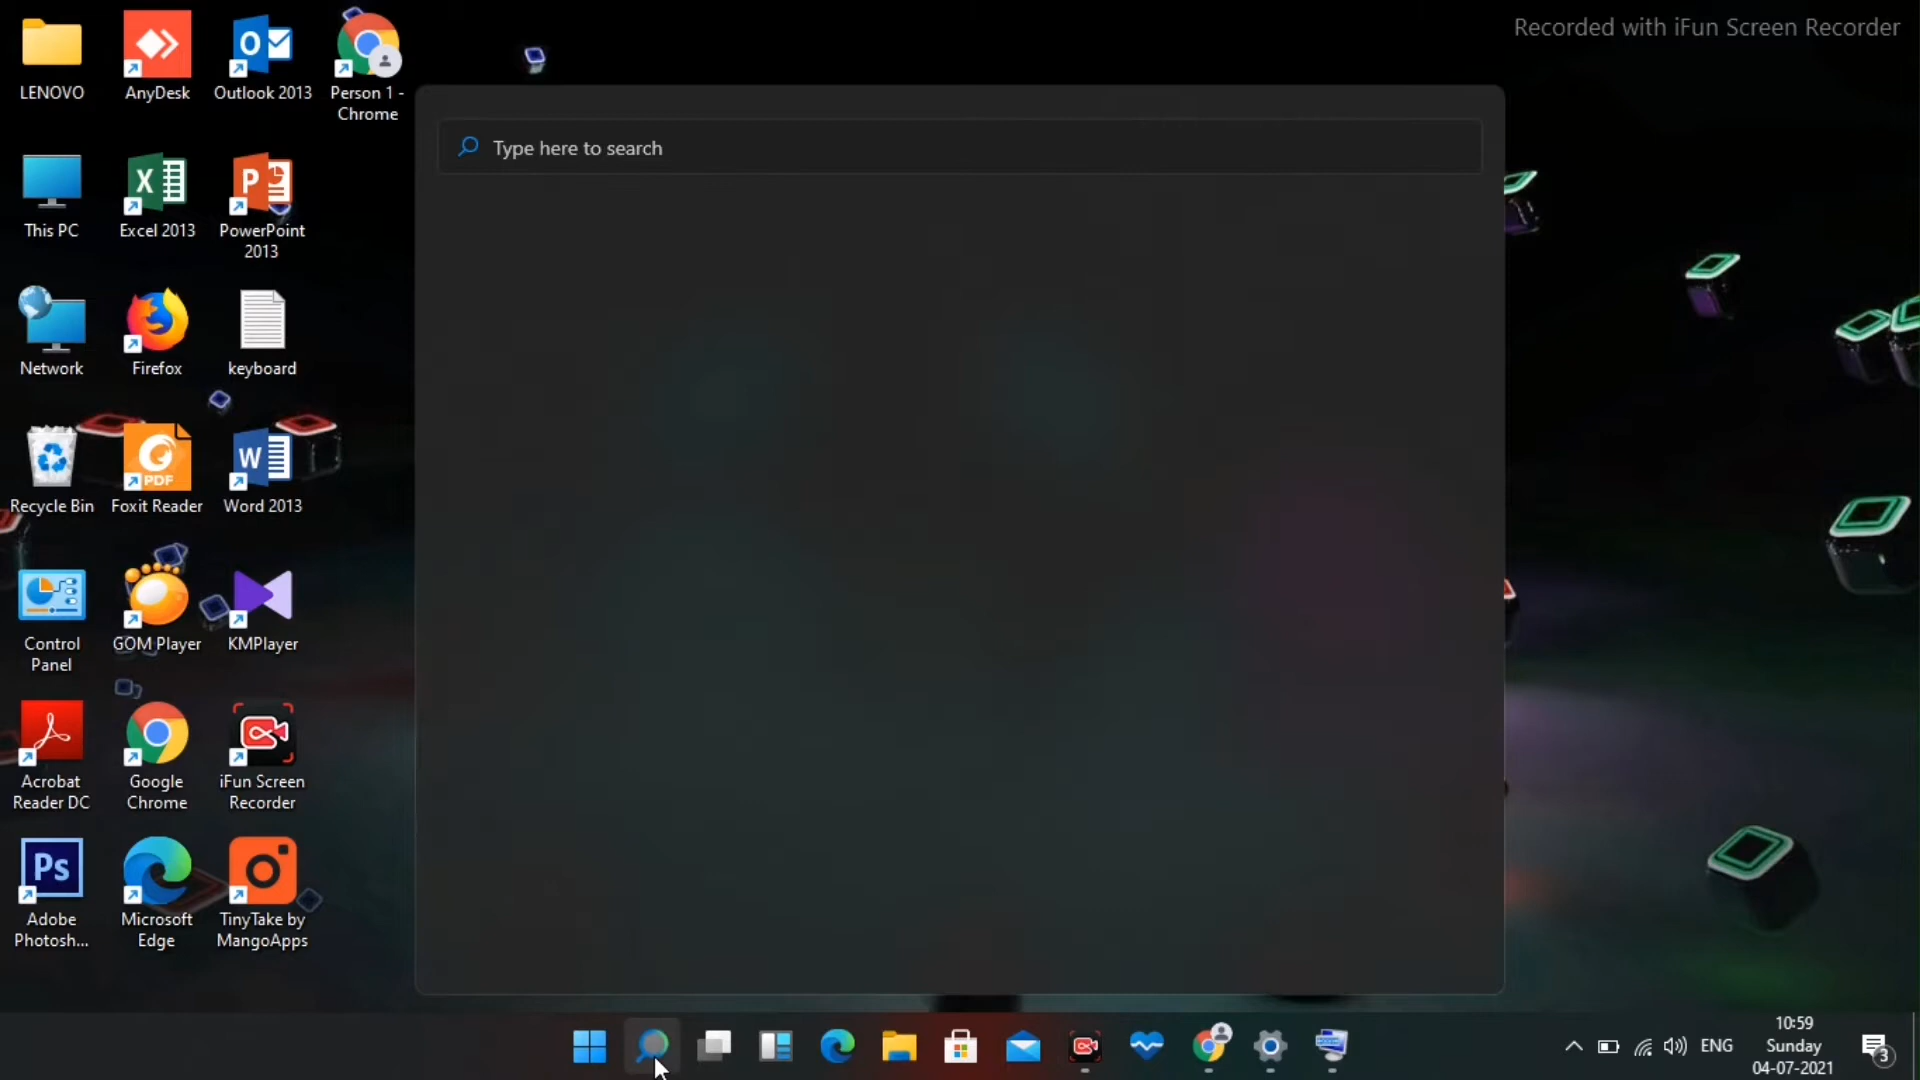 Recorded with iFun Screen Recorder
LENOVO
AnyDesk
Outlook 2013
Person 1 -
Chrome
Type here to search
This PC
Excel 2013
PowerPoint
2013
Network
Firefox
keyboard
Recycle Bin
PDF
Foxit Reader
Word 2013
Control
Panel
GOM Player
KMPlayer
Acrobat
Reader DC
Google
Chrome
iFun Screen
Recorder
Ps
Adobe
Photosh...
Microsoft
Edge
TinyTake by
MangoApps
ENG
10:59
Sunday
04-07-2021
3